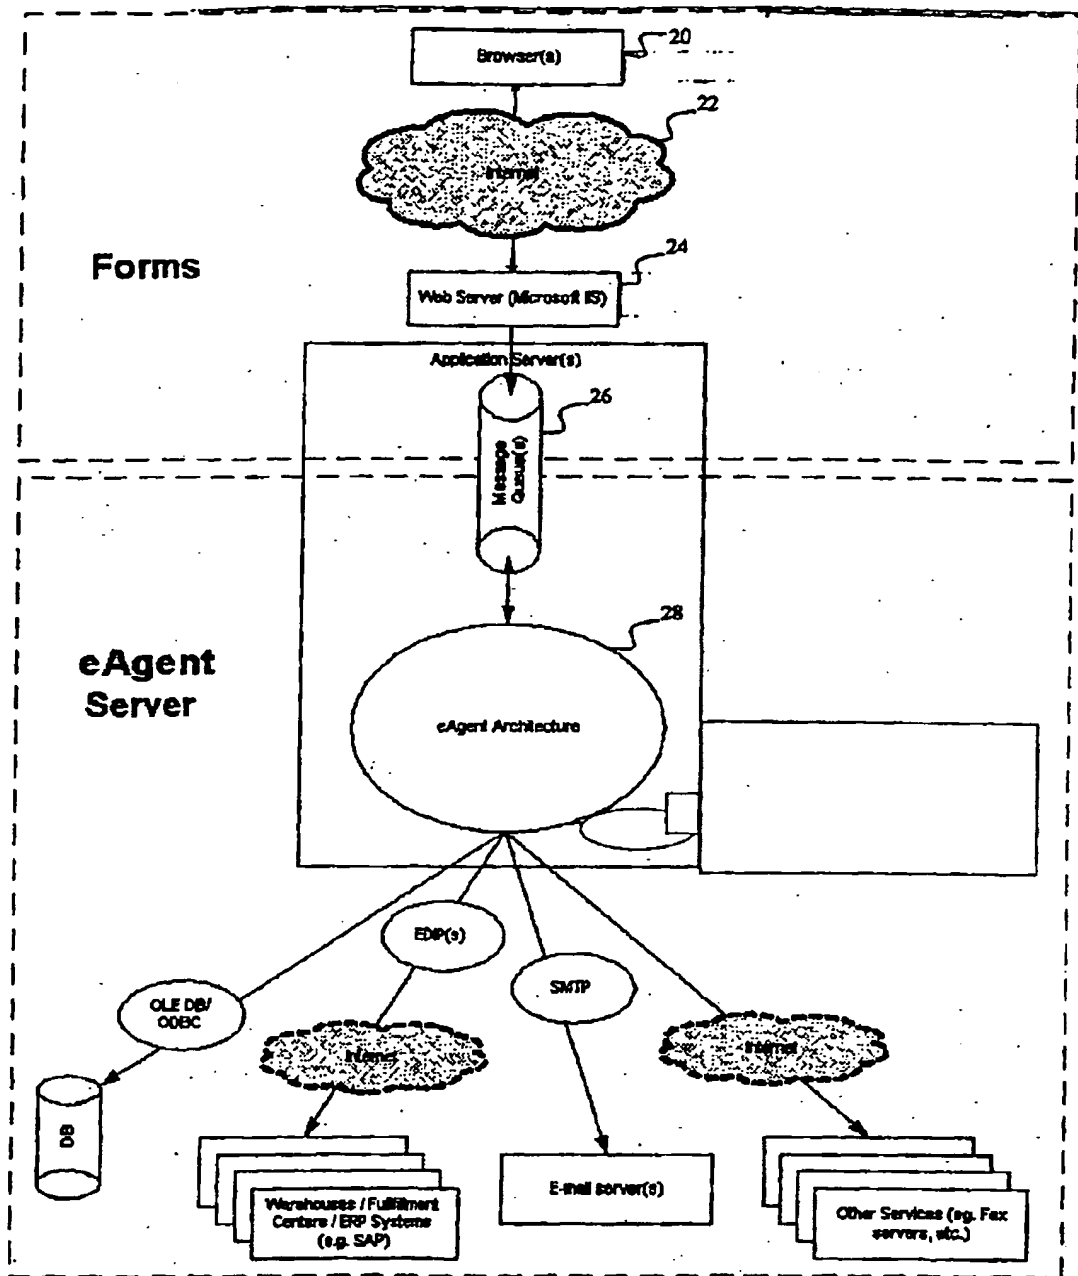 20
Browser(s)
22
Internet
24
Forms
Web Server (Microsoft IIS)
Application Server(s)
26
Message
Queue(s)
28
eAgent
Server
eAgent Architecture
EDIP(s)
SMTP
OLE DB/
ODBC
Internet
Internet
DB
Warehouses / Fulfillment
Centers / ERP Systems
(e.g. SAP)
E-mail server(s)
Other Services (eg. Fax
servers, etc.)